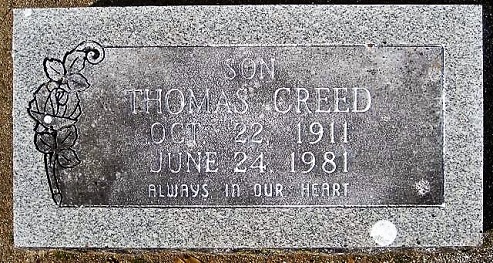 SON
THOMAS CREED
OCT. 22, 1911
JUNE 24, 1981
ALWAYS IN OUR HEART